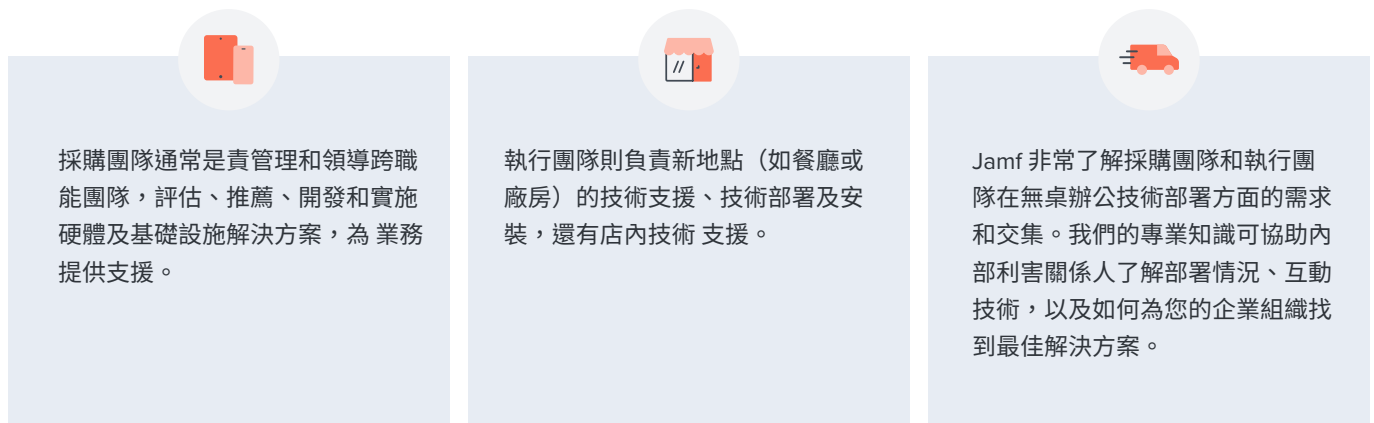 採購團隊通常是責管理和領導跨職
能團隊，評估、推薦、開發和實施
硬體及基礎設施解決方案，為 業務
提供支援。
執行團隊則負責新地點（如餐廳或
廠房）的技術支援、技術部署及安
裝，還有店內技術 支援。
Jamf 非常了解採購團隊和執行團
隊在無桌辦公技術部署方面的需求
和交集。我們的專業知識可協助內
部利害關係人了解部署情況、互動
技術，以及如何為您的企業組織找
到最佳解決方案。